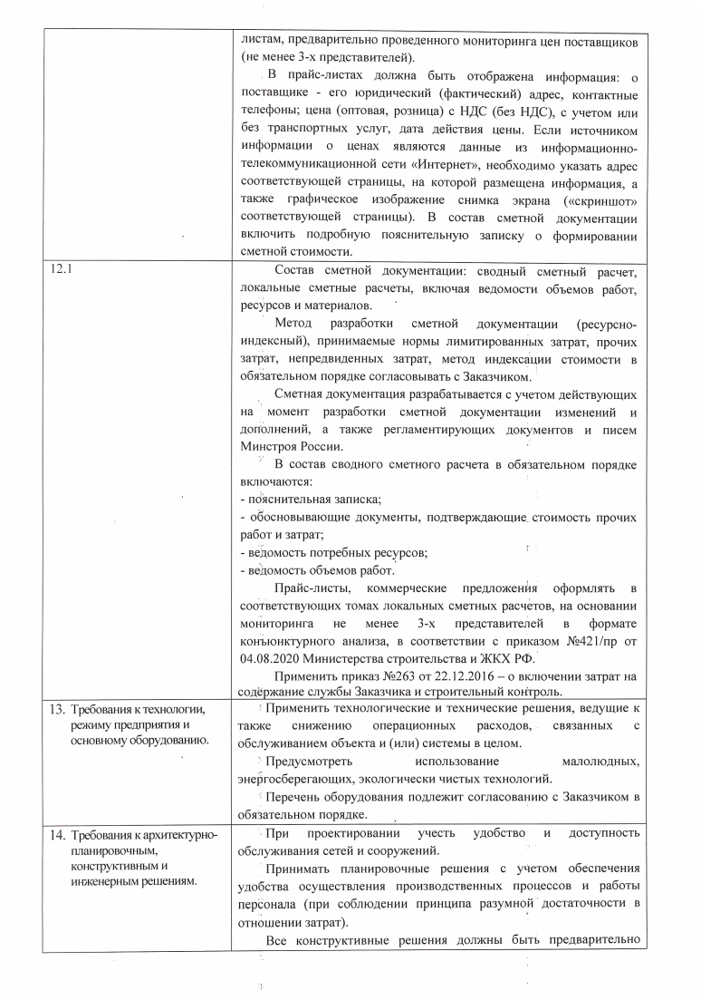 листам, предварительно проведенного мониторинга цен поставщиков
(не менее 3-х представителей).
В прайс-листах должна быть отображена информация: о
поставщике - его юридический (фактический) адрес, контактные
телефоны; цена (оптовая, розница) с НДС (без НДС), с учетом или
без транспортных услуг, дата действия цены. Если источником
информации о ценах являются данные из информационно-
телекоммуникационной сети «Интернет», необходимо указать адрес
соответствующей страницы, на которой размещена информация, а
также графическое изображение снимка экрана («скриншот»
соответствующей страницы). В состав сметной документации
включить подробную пояснительную записку о формировании
сметной стоимости.
12.1
Состав сметной документации: сводный сметный расчет,
локальные сметные расчеты, включая ведомости объемов работ,
ресурсов и материалов.
Метод разработки сметной документации (ресурсно-
индексный), принимаемые нормы лимитированных затрат, прочих
затрат, непредвиденных затрат, метод индексации стоимости в
обязательном порядке согласовывать с Заказчиком.
Сметная документация разрабатывается с учетом действующих
на момент разработки сметной документации изменений и
дополнений, а также регламентирующих документов и писем
Минстроя России.
В состав сводного сметного расчета в обязательном порядке
включаются:
- пояснительная записка;
- обосновывающие документы, подтверждающие стоимость прочих
работ и затрат;
- ведомость потребных ресурсов;
- ведомость объемов работ.
Прайс-листы, коммерческие предложения оформлять в
соответствующих томах локальных сметных расчетов, на основании
мониторинга не менее 3-х представителей в формате
конъюнктурного анализа, в соответствии с приказом №421/пр от
04.08.2020 Министерства строительства и ЖКХ РФ.
Применить приказ №263 от 22.12.2016 – о включении затрат на
содержание службы Заказчика и строительный контроль.
13. Требования к технологии,
режиму предприятия и
основному оборудованию.
Применить технологические и технические решения, ведущие к
также снижению операционных расходов, связанных с
обслуживанием объекта и (или) системы в целом.
Предусмотреть использование малолюдных,
энергосберегающих, экологически чистых технологий.
Перечень оборудования подлежит согласованию с Заказчиком в
обязательном порядке.
14. Требования к архитектурно-
планировочным,
конструктивным и
инженерным решениям.
При проектировании учесть удобство и доступность
обслуживания сетей и сооружений.
Принимать планировочные решения с учетом обеспечения
удобства осуществления производственных процессов и работы
персонала (при соблюдении принципа разумной достаточности в
отношении затрат).
Все конструктивные решения должны быть предварительно